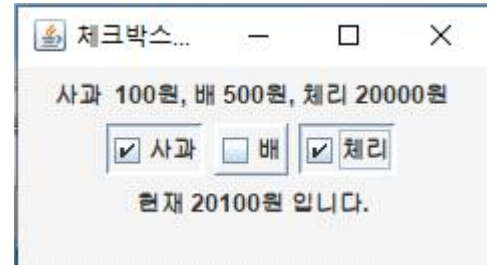 체크박스...
사과 100원, 배 500원, 체리 20000원
사과 배 체리
현재 20100원 입니다.